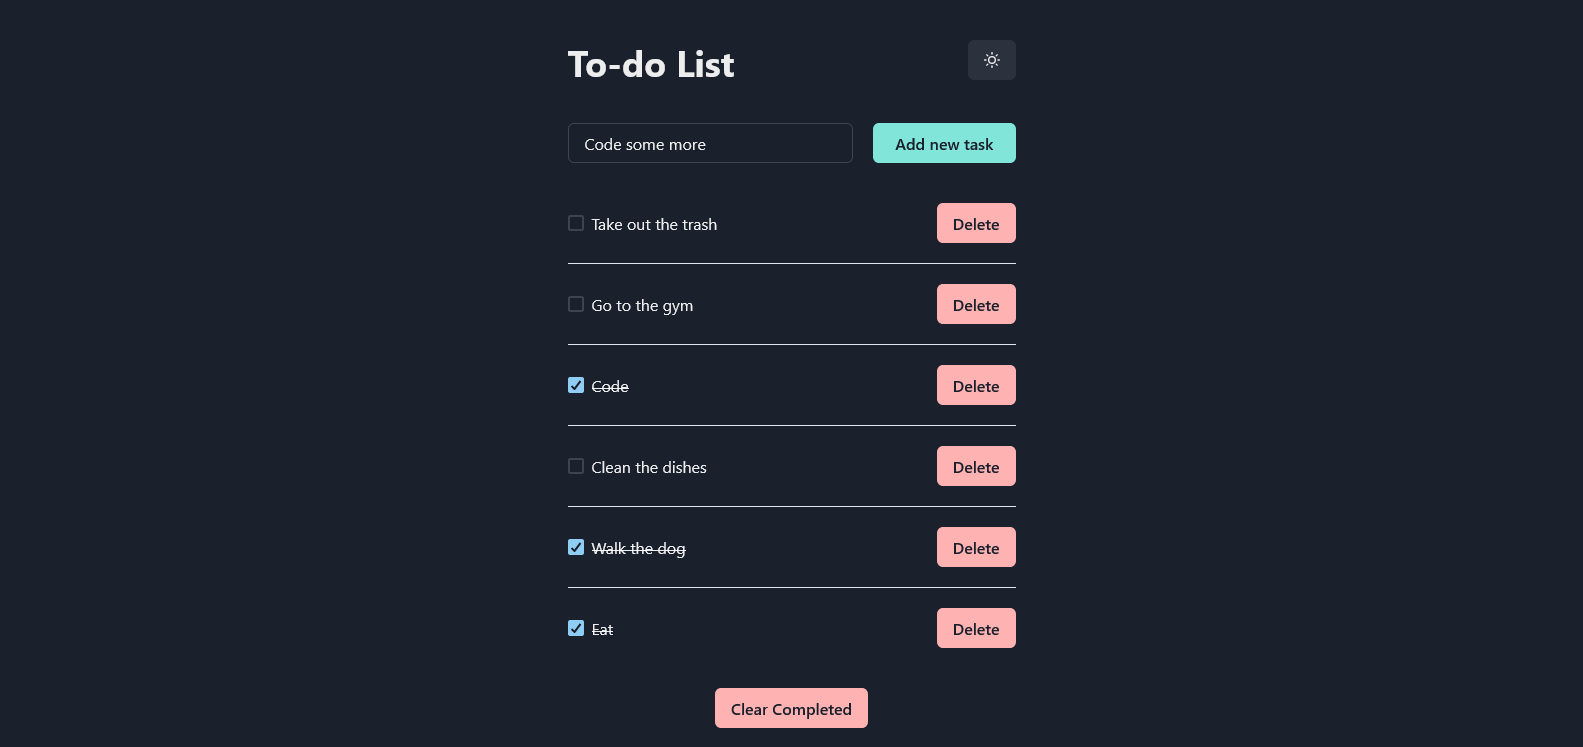 To-do List
Code some more
Add new task
Take out the trash
Delete
Go to the gym
Delete
Code
Delete
Clean the dishes
Delete
Walk the dog
Delete
Eat
Delete
Clear Completed